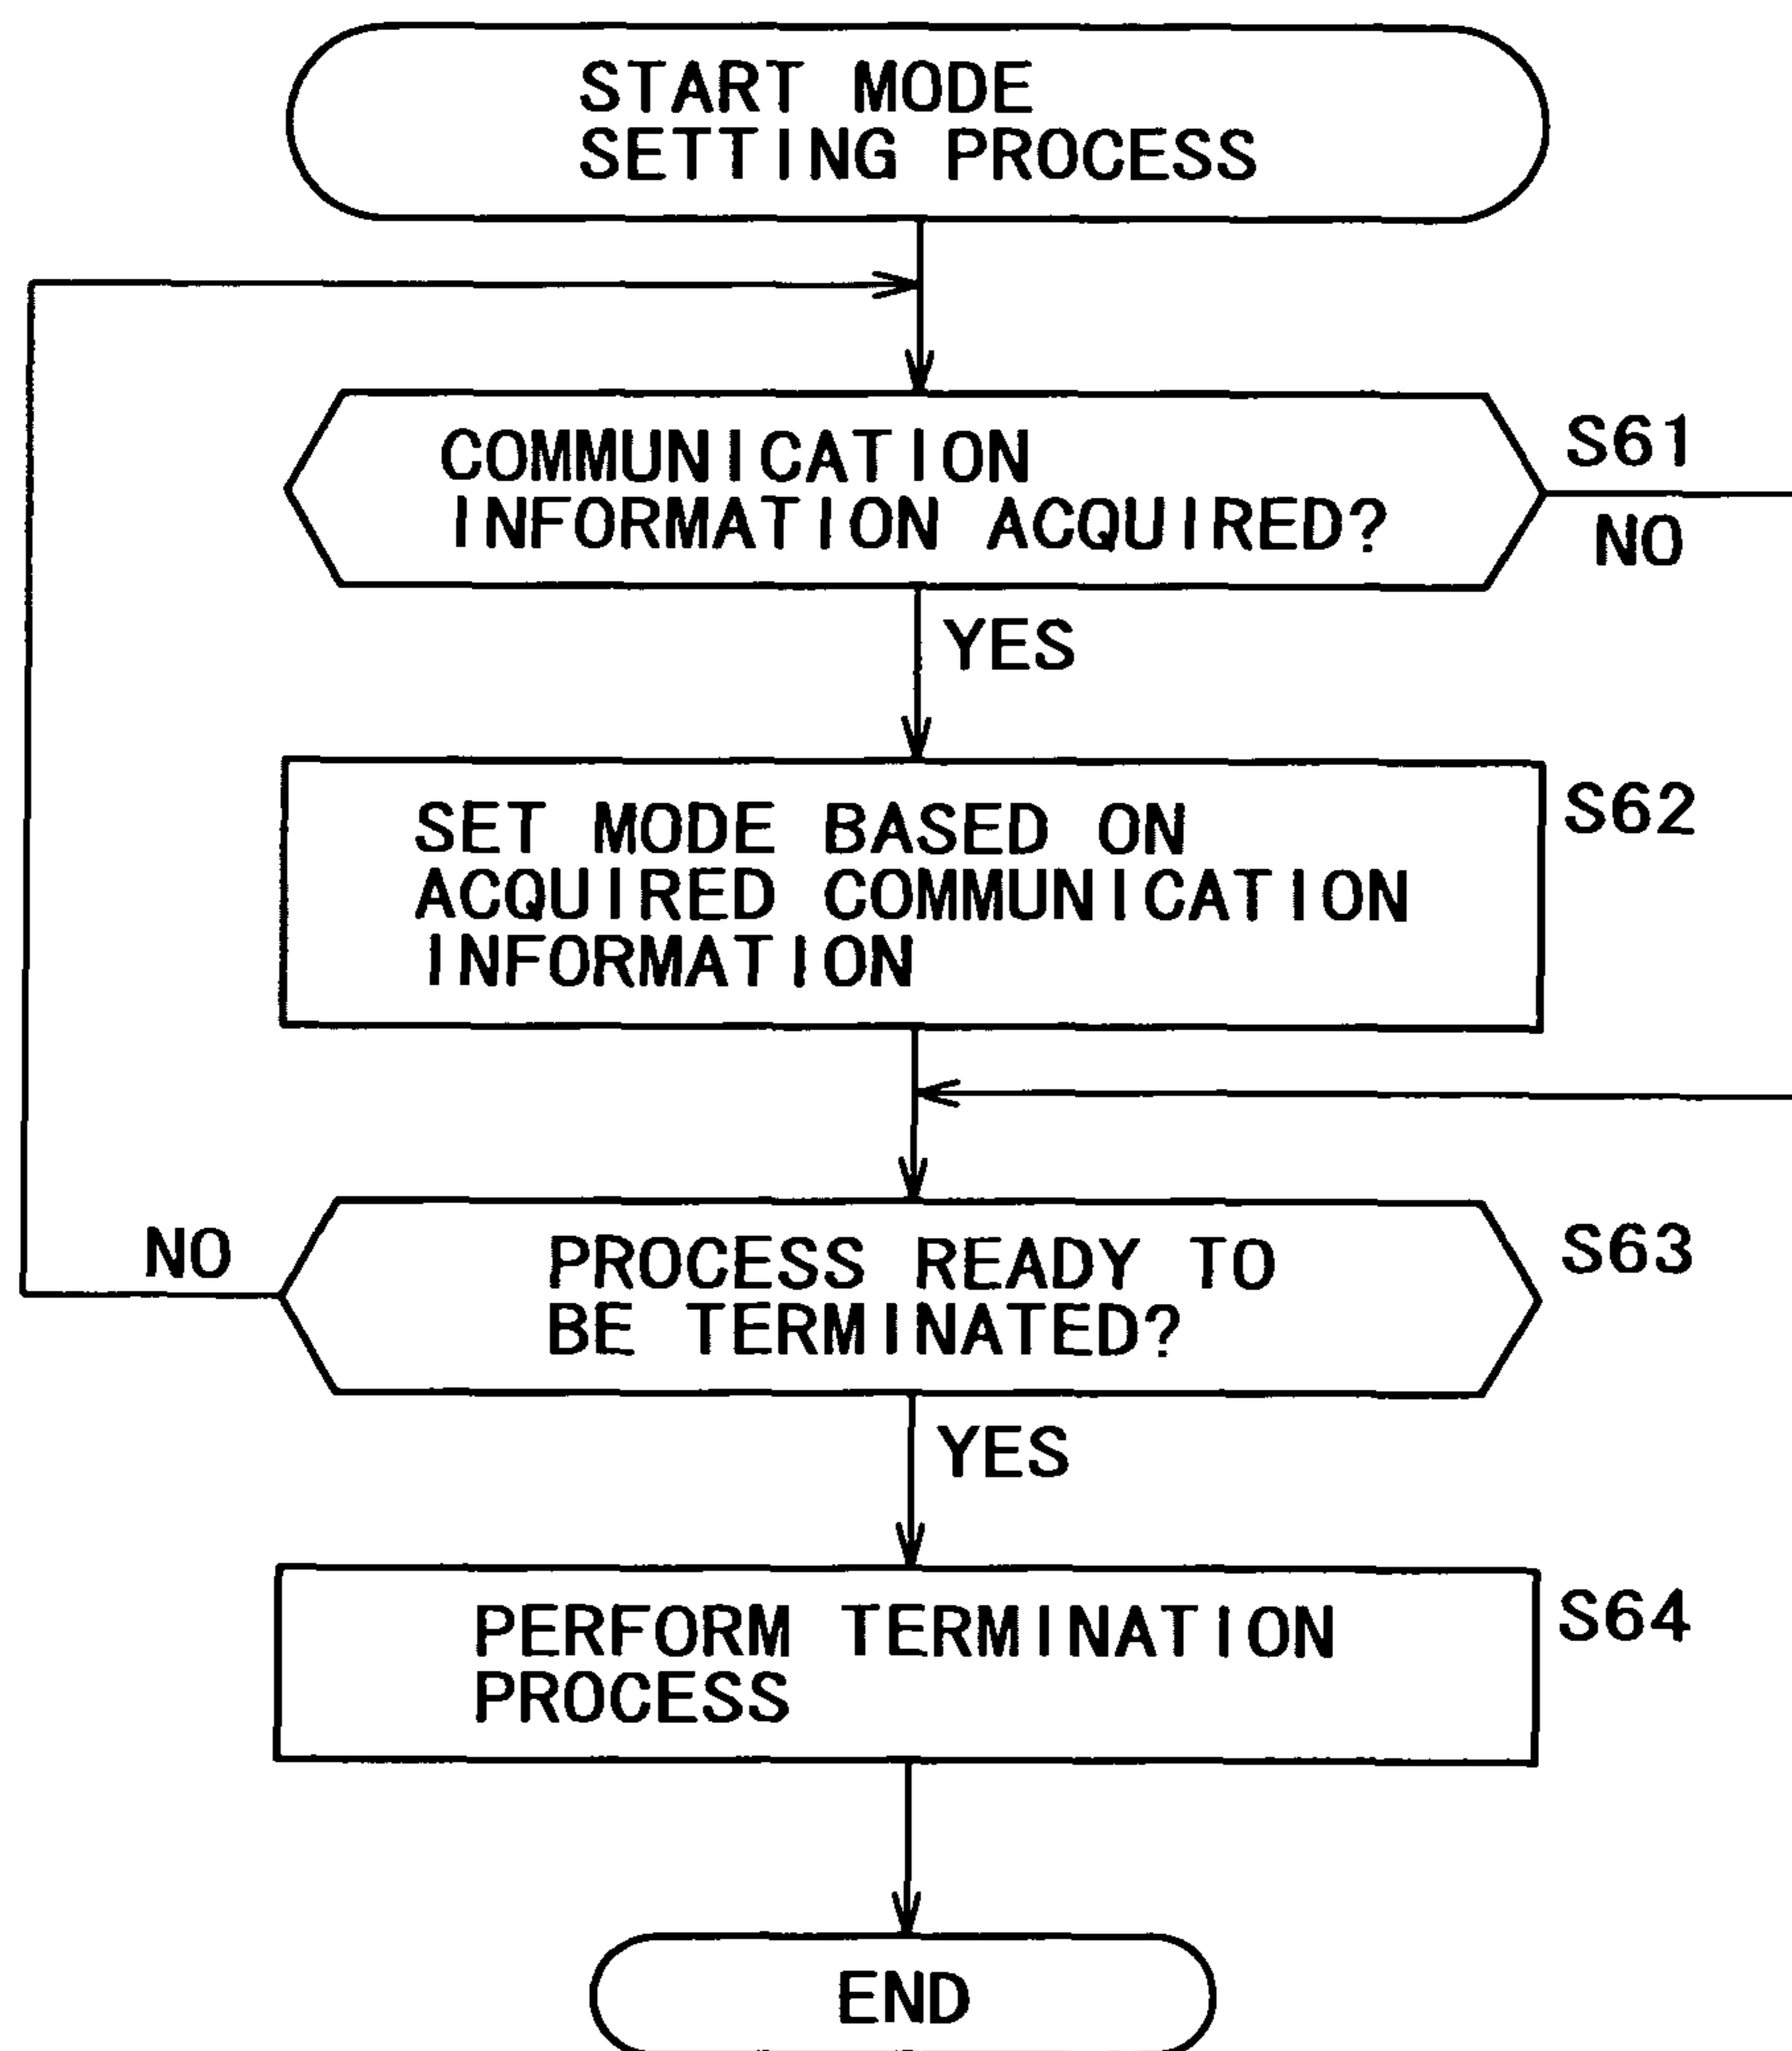 START MODE
SETTING PROCESS
COMMUNICATION
INFORMATION ACQUIRED?
S61
NO
YES
SET MODE BASED ON
ACQUIRED COMMUNICATION
INFORMATION
S62
NO
PROCESS READY TO
BE TERMINATED?
S63
YES
PERFORM TERMINATION
PROCESS
S64
END